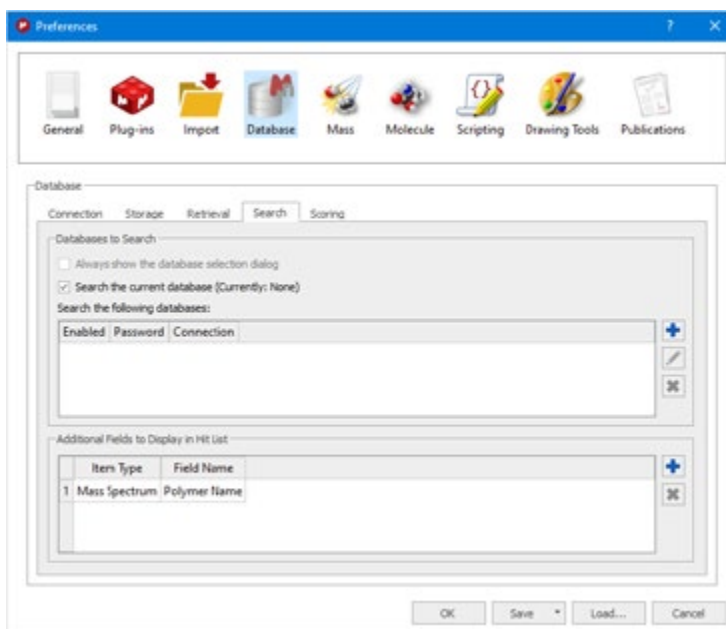 Preferences
?
General Plug-ins Import Database Mass Molecule Scripting Drawing Tools Publications
Database
Connection Storage Retrieval Search Scoring
Databases to Search
Always show the database selection dialog
Search the current database (Currently: None)
Search the following databases:
Enabled Password Connection
Additional Fields to Display in Hit List
Item Type Field Name
1 Mass Spectrum Polymer Name
OK Save Load... Cancel